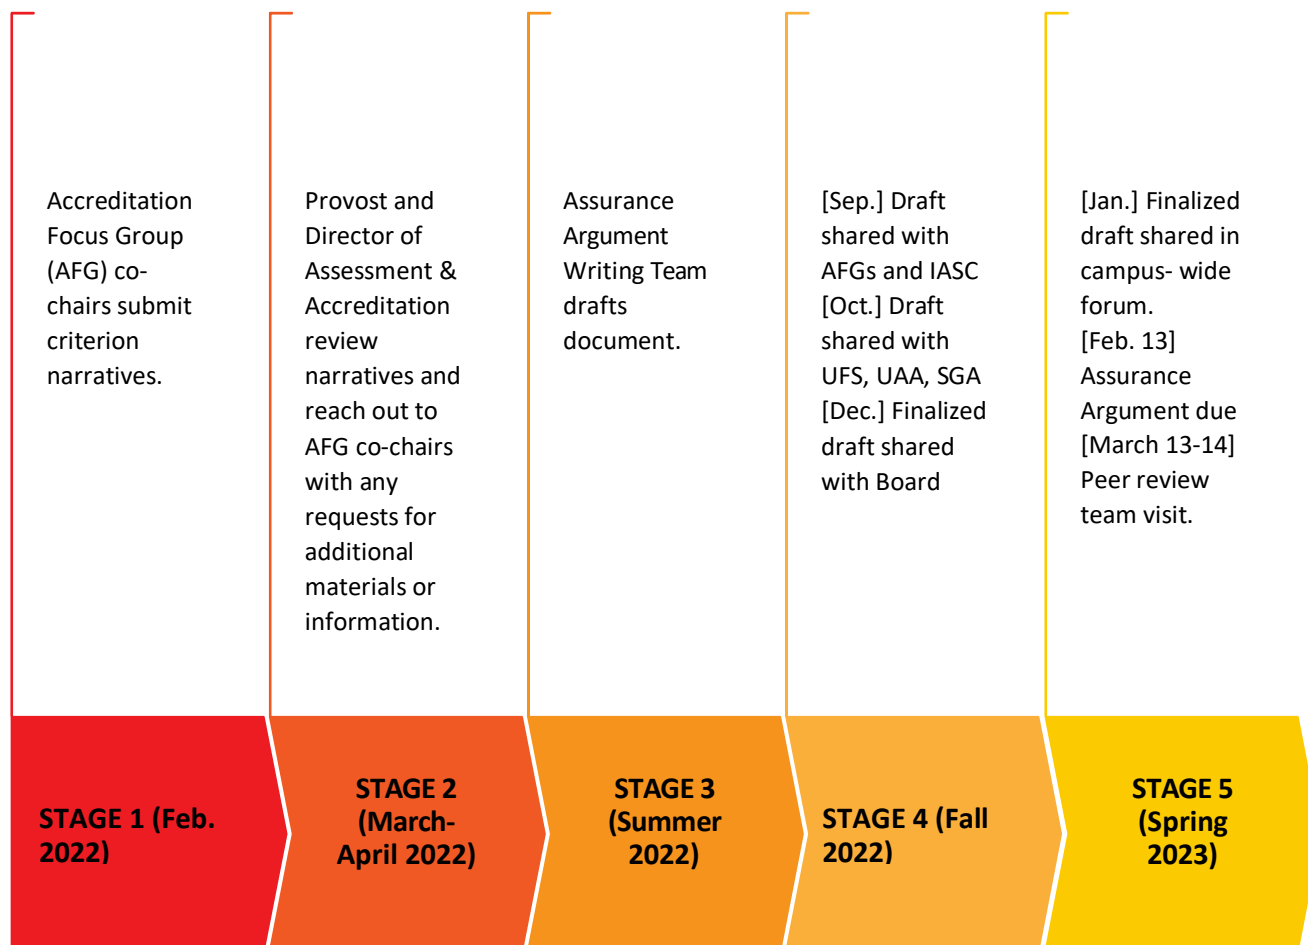 Accreditation
Focus Group
(AFG) co-
chairs submit
criterion
narratives.
Provost and
Director of
Assessment &
Accreditation
review
narratives and
reach out to
AFG co-chairs
with any
requests for
additional
materials or
information.
Assurance
Argument
Writing Team
drafts
document.
[Sep.] Draft
shared with
AFGs and IASC
[Oct.] Draft
shared with
UFS, UAA, SGA
[Dec.] Finalized
draft shared
with Board
[Jan.] Finalized
draft shared in
campus- wide
forum.
[Feb. 13]
Assurance
Argument due
[March 13-14]
Peer review
team visit.
STAGE 1 (Feb.
2022)
STAGE 2
(March-
April 2022)
STAGE 3
(Summer
2022)
STAGE 4 (Fall
2022)
STAGE 5
(Spring
2023)